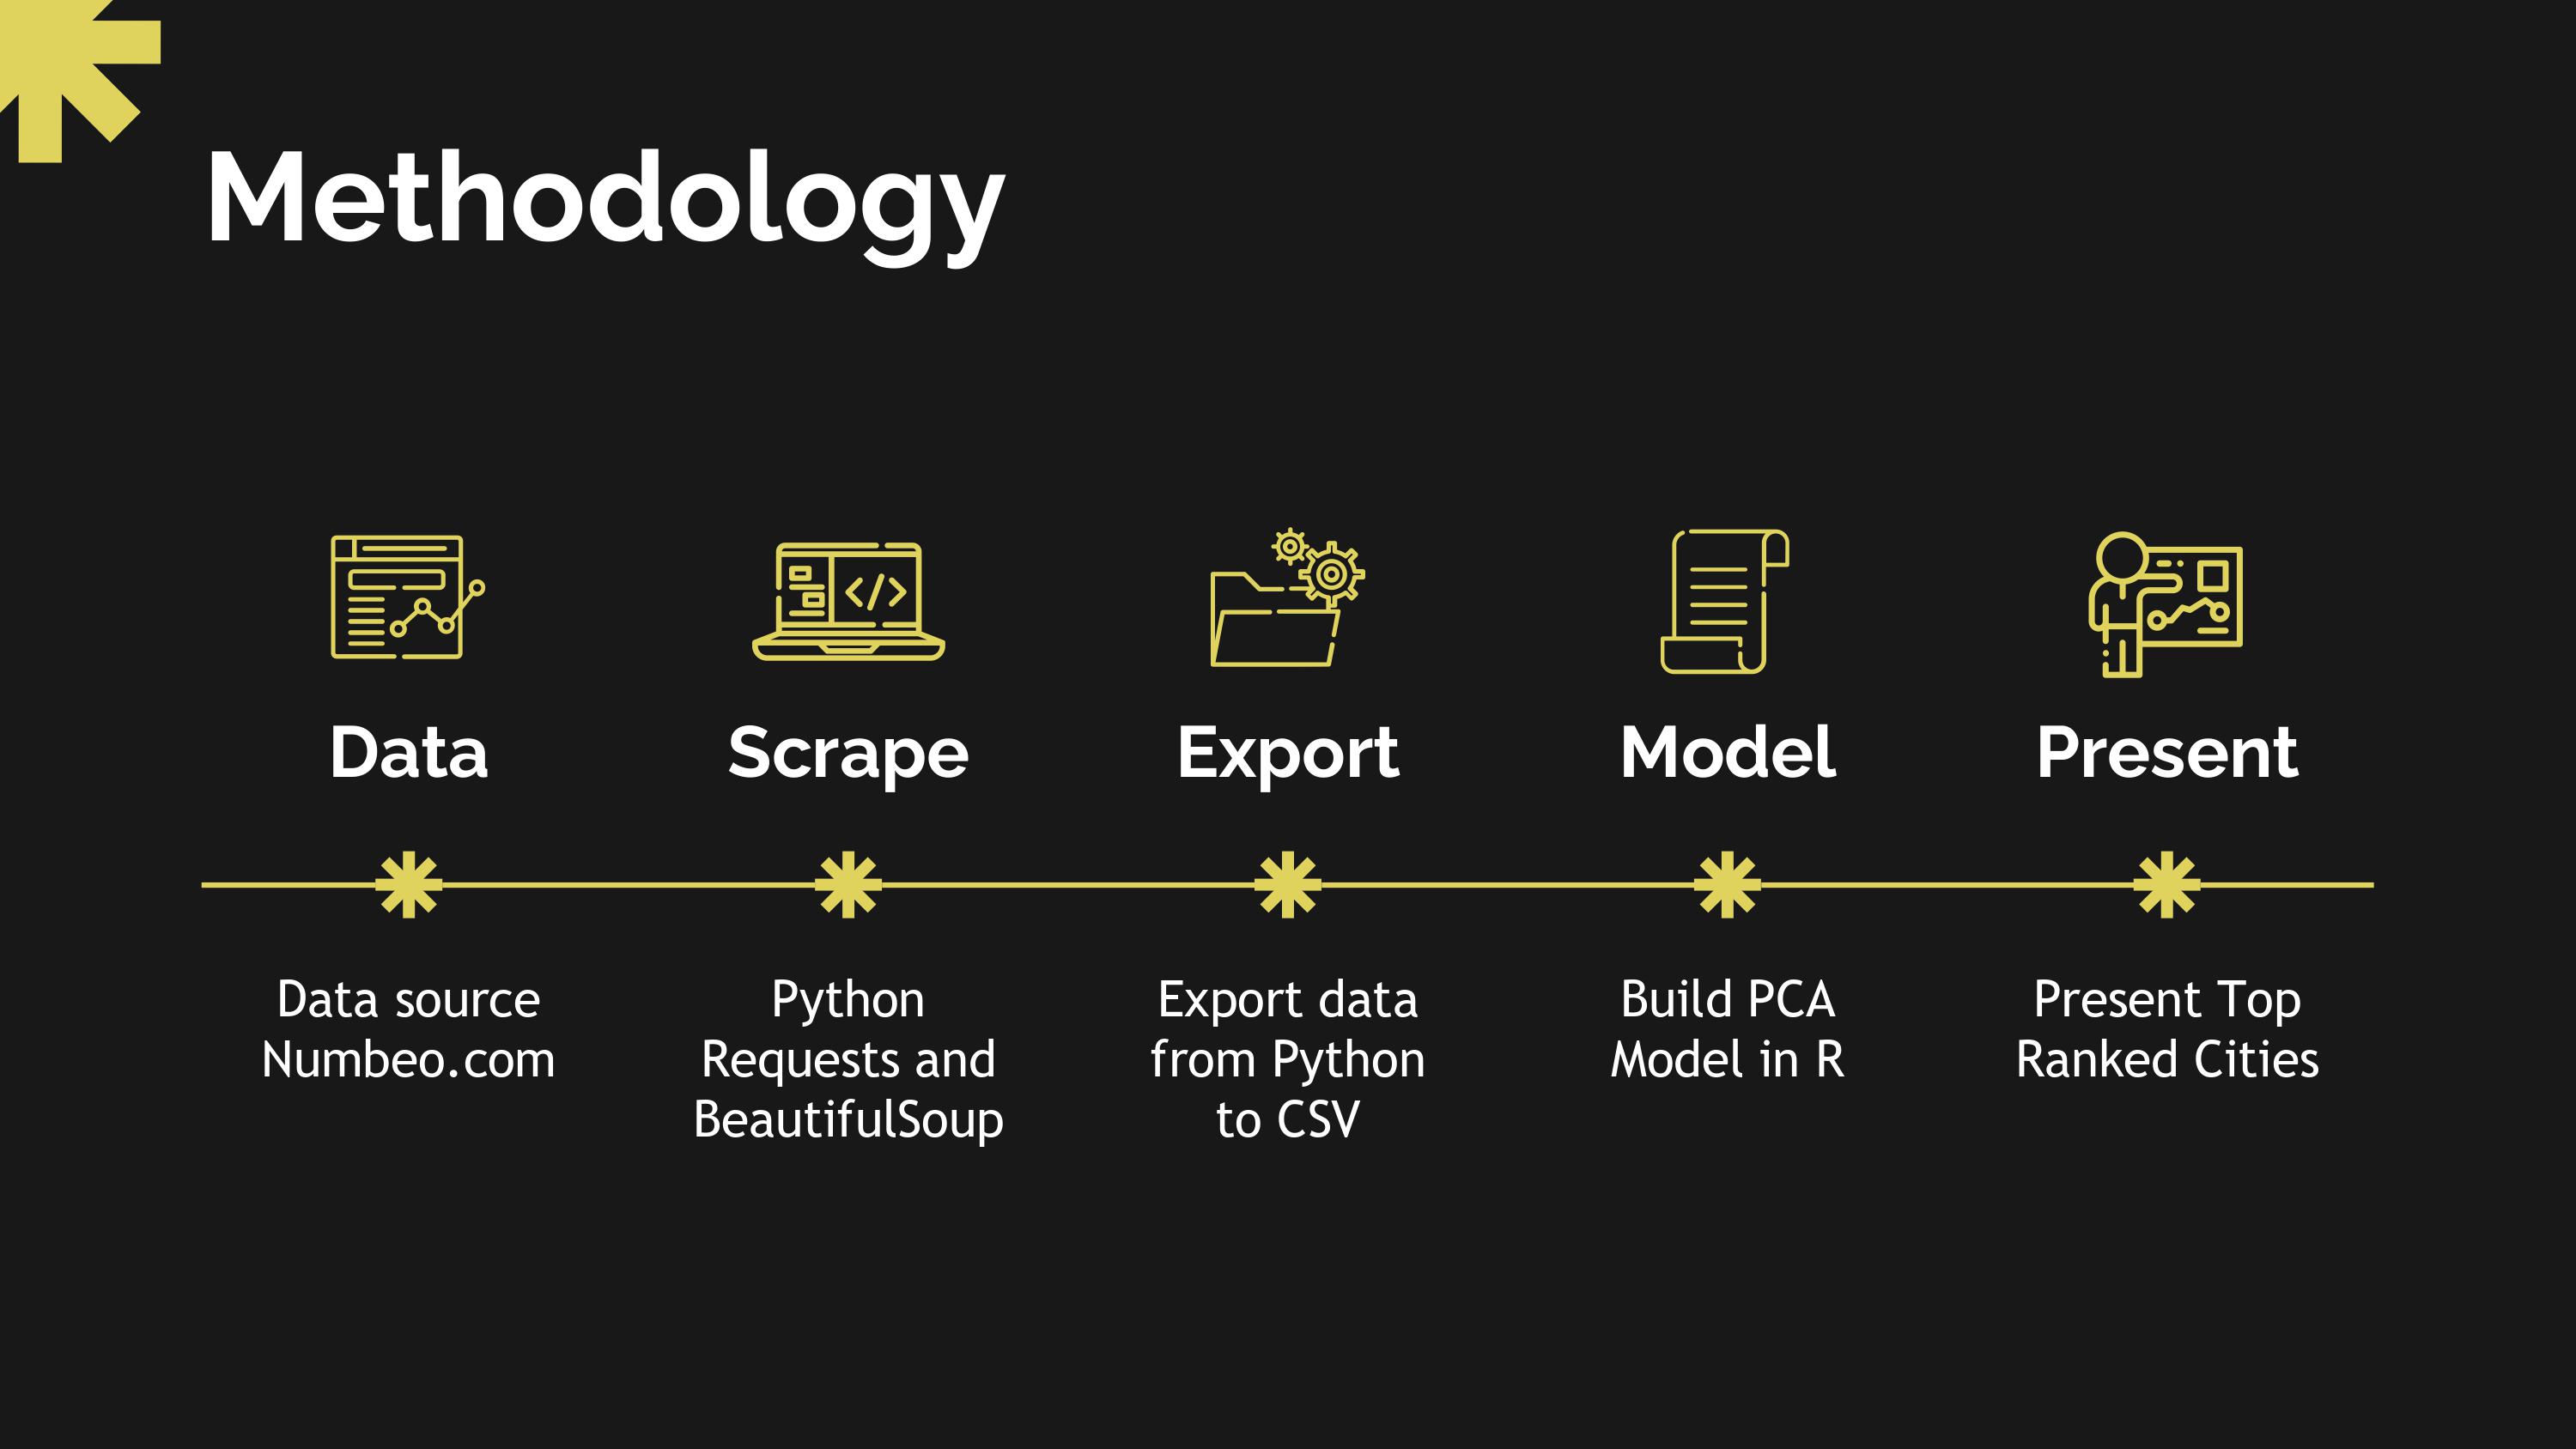 Methodology
Data
Scrape
Export
Model
Present
Data source
Numbeo.com
Python
Requests and
BeautifulSoup
Export data
from Python
to CSV
Build PCA
Model in R
Present Top
Ranked Cities